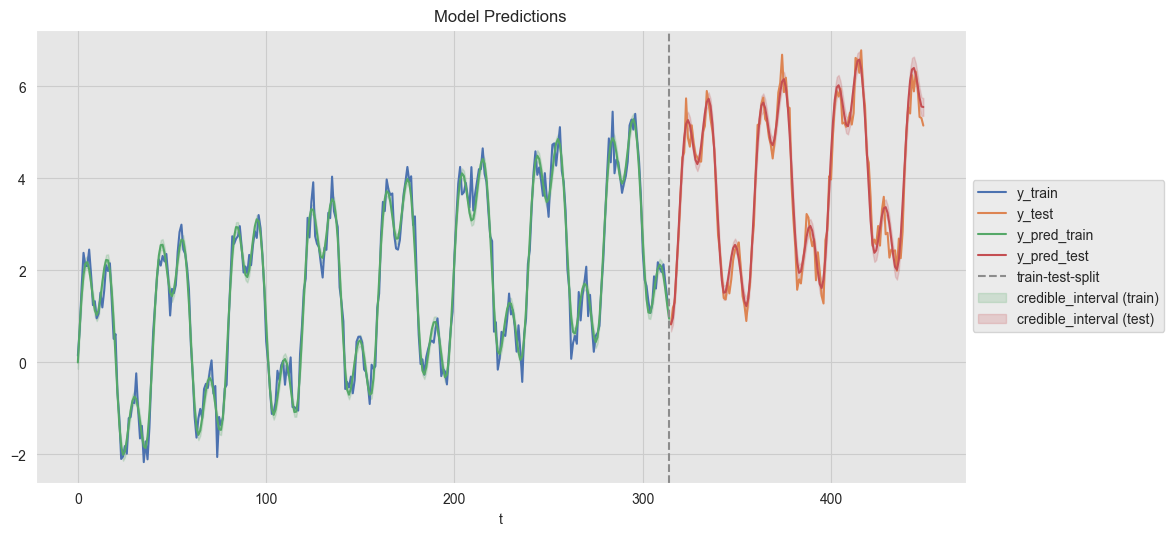 Model Predictions
6
4
2
0
−2
0
100
200
300
400
t
y_train
y_test
y_pred_train
y_pred_test
train-test-split
credible_interval (train)
credible_interval (test)